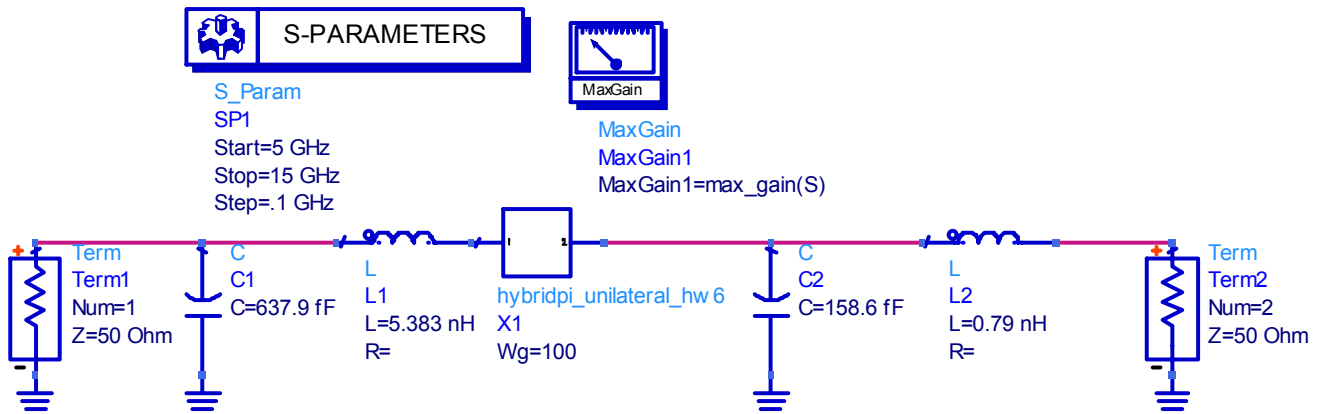 S-PARAMETERS
S_Param
SP1
Start=5 GHz
Stop=15 GHz
Step=.1 GHz
MaxGain
MaxGain
MaxGain1
MaxGain1=max_gain(S)
+
-
Term
Term1
Num=1
Z=50 Ohm
C
C1
C=637.9 fF
L
L1
L=5.383 nH
R=
1
2
hybridpi_unilateral_hw6
X1
Wg=100
C
C2
C=158.6 fF
L
L2
L=0.79 nH
R=
+
-
Term
Term2
Num=2
Z=50 Ohm